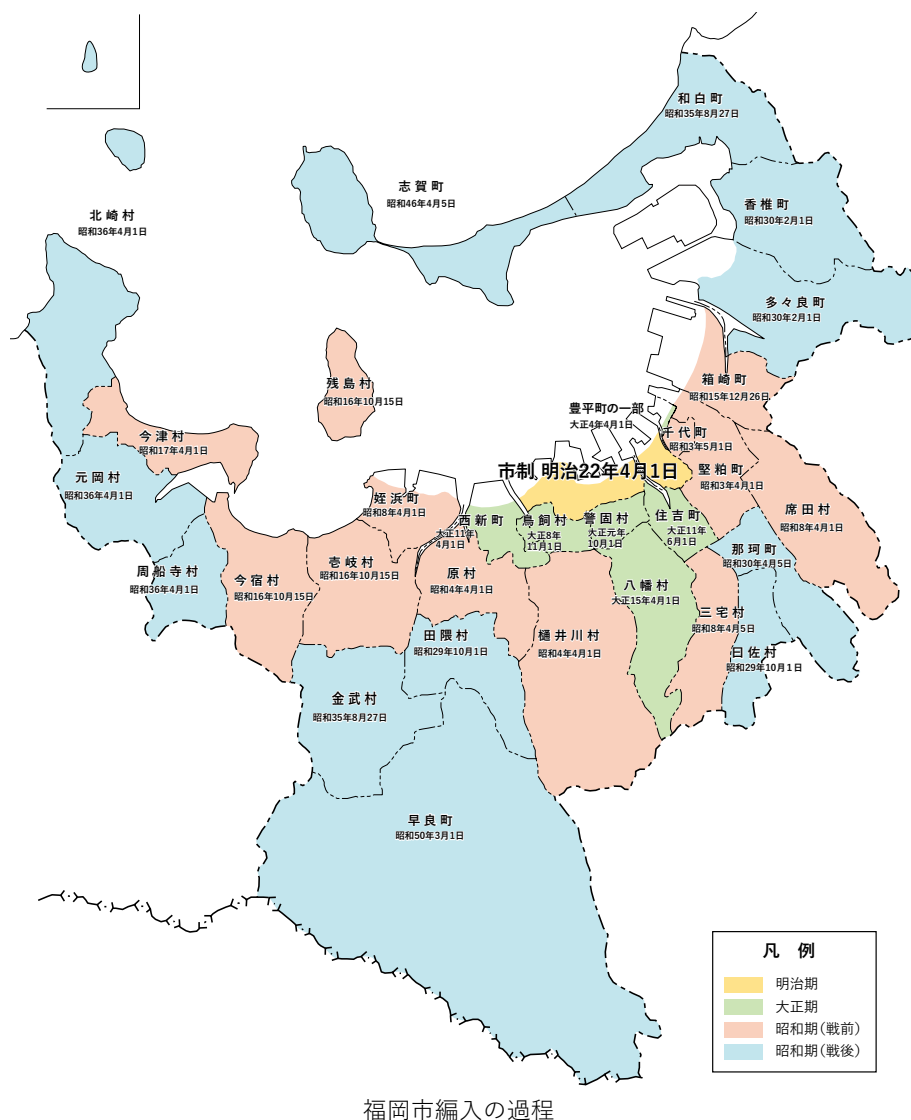 和白町
昭和35年8月27日
志賀町
昭和46年4月5日
香椎町
昭和30年2月1日
北崎村
昭和36年4月1日
多々良町
昭和30年2月1日
残島村
昭和16年10月15日
箱崎町
昭和15年12月26日
豊平町の一部
大正4年4月1日
今津村
昭和17年4月1日
千代町
昭和3年5月1日
市制 明治22年4月1日
堅粕町
昭和3年4月1日
元岡村
昭和36年4月1日
姪浜町
昭和8年4月1日
西新町
大正11年
4月1日
鳥飼村
大正8年
11月1日
警固村
大正元年
10月1日
住吉町
大正11年
6月1日
席田村
昭和8年4月1日
那珂町
昭和30年4月5日
周船寺村
昭和36年4月1日
今宿村
昭和16年10月15日
壱岐村
昭和16年10月15日
原村
昭和4年4月1日
八幡村
大正15年4月1日
三宅村
昭和8年4月5日
田隈村
昭和29年10月1日
樋井川村
昭和4年4月1日
曰佐村
昭和29年10月1日
金武村
昭和35年8月27日
早良町
昭和50年3月1日
凡例
明治期
大正期
昭和期(戦前)
昭和期(戦後)
福岡市編入の過程